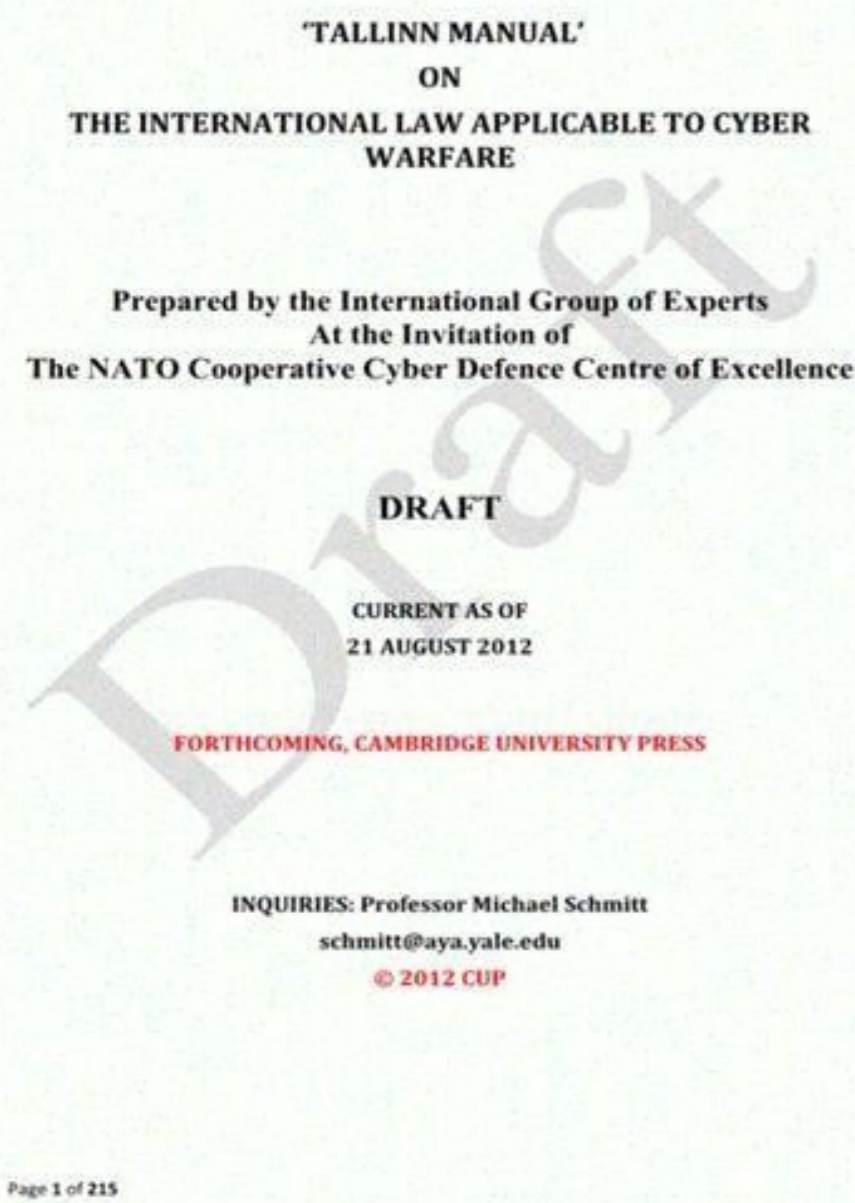 'TALLINN MANUAL'
ON
THE INTERNATIONAL LAW APPLICABLE TO CYBER
WARFARE
Prepared by the International Group of Experts
At the Invitation of
The NATO Cooperative Cyber Defence Centre of Excellence
Draft
DRAFT
CURRENT AS OF
21 AUGUST 2012
FORTHCOMING, CAMBRIDGE UNIVERSITY PRESS
INQUIRIES: Professor Michael Schmitt
schmitt@aya.yale.edu
© 2012 CUP
Page 1 of 215